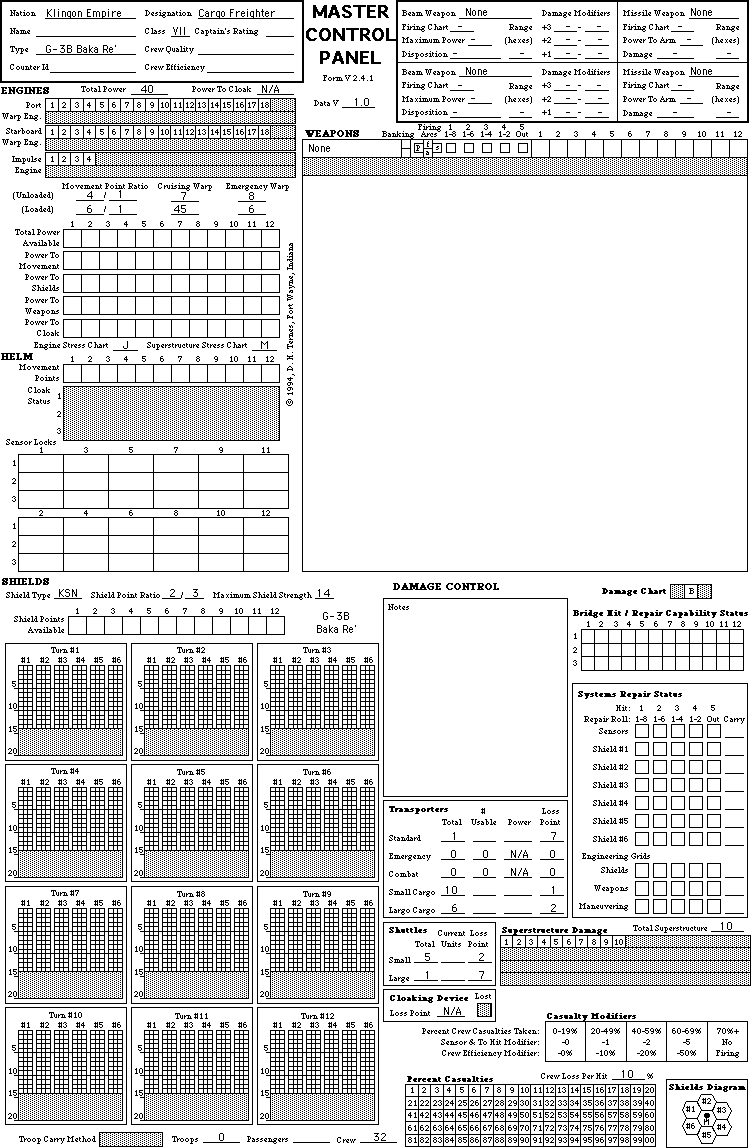 Nation Klingon Empire Designation Cargo Freighter
Name Class VII Captain's Rating
Type G-3B Baka Re' Crew Quality
Counter Id Crew Efficiency
MASTER CONTROL PANEL
Form V 2.4.1
Data V 1.0
Beam Weapon None Damage Modifiers Missile Weapon None
Firing Chart - Range +3 - - - Firing Chart - Range
Maximum Power - (hexes) +2 - - - Power To Arm - (hexes)
Disposition - +1 - - - Damage - -
Beam Weapon None Damage Modifiers Missile Weapon None
Firing Chart - Range +3 - - - Firing Chart - Range
Maximum Power - (hexes) +2 - - - Power To Arm - (hexes)
Disposition - +1 - - - Damage - -
ENGINES Total Power 40 Power To Cloak N/A
Port Warp Eng. 1 2 3 4 5 6 7 8 9 10 11 12 13 14 15 16 17 18
Starboard Warp Eng. 1 2 3 4 5 6 7 8 9 10 11 12 13 14 15 16 17 18
Impulse Engine 1 2 3 4
Movement Point Ratio Cruising Warp Emergency Warp
(Unloaded) 4 / 1 7 8
(Loaded) 6 / 1 45 6
1 2 3 4 5 6 7 8 9 10 11 12
Total Power Available
Power To Movement
Power To Shields
Power To Weapons
Power To Cloak
Engine Stress Chart J Superstructure Stress Chart M
© 1994, D. H. Ternes, Fort Wayne, Indiana
WEAPONS Banking Firing Arcs 1 1-8 2 1-6 3 1-4 4 1-2 5 Out 1 2 3 4 5 6 7 8 9 10 11 12
None p f a s
HELM 1 2 3 4 5 6 7 8 9 10 11 12
Movement Points
Cloak Status 1
2
3
Sensor Locks
1 3 5 7 9 11
1
2
3
2 4 6 8 10 12
1
2
3
SHIELDS
Shield Type KSN Shield Point Ratio 2 / 3 Maximum Shield Strength 14
1 2 3 4 5 6 7 8 9 10 11 12
Shield Points Available
G-3B
Baka Re'
Turn #1 Turn #2 Turn #3
#1 #2 #3 #4 #5 #6 #1 #2 #3 #4 #5 #6 #1 #2 #3 #4 #5 #6
5 5 5
10 10 10
15 15 15
20 20 20
Turn #4 Turn #5 Turn #6
#1 #2 #3 #4 #5 #6 #1 #2 #3 #4 #5 #6 #1 #2 #3 #4 #5 #6
5 5 5
10 10 10
15 15 15
20 20 20
Turn #7 Turn #8 Turn #9
#1 #2 #3 #4 #5 #6 #1 #2 #3 #4 #5 #6 #1 #2 #3 #4 #5 #6
5 5 5
10 10 10
15 15 15
20 20 20
Turn #10 Turn #11 Turn #12
#1 #2 #3 #4 #5 #6 #1 #2 #3 #4 #5 #6 #1 #2 #3 #4 #5 #6
5 5 5
10 10 10
15 15 15
20 20 20
Troop Carry Method Troops 0 Passengers Crew 32
DAMAGE CONTROL
Notes
Damage Chart B
Bridge Hit / Repair Capability Status
1 2 3 4 5 6 7 8 9 10 11 12
1
2
3
Systems Repair Status
Hit: 1 2 3 4 5
Repair Roll: 1-8 1-6 1-4 1-2 Out Carry
Sensors
Shield #1
Shield #2
Shield #3
Shield #4
Shield #5
Shield #6
Engineering Grids
Shields
Weapons
Maneuvering
Transporters Total # Usable Power Loss Point
Standard 1 7
Emergency 0 0 N/A 0
Combat 0 0 N/A 0
Small Cargo 10 1
Largo Cargo 6 2
Shuttles Total Current Units Loss Point
Small 5 2
Large 1 7
Cloaking Device Lost
Loss Point N/A
Superstructure Damage Total Superstructure 10
1 2 3 4 5 6 7 8 9 10
Casualty Modifiers
Percent Crew Casualties Taken: 0-19% 20-49% 40-59% 60-69% 70%+
Sensor & To Hit Modifier: -0 -1 -2 -5 No
Crew Efficiency Modifier: -0% -10% -20% -50% Firing
Percent Casualties Crew Loss Per Hit 10 %
1 2 3 4 5 6 7 8 9 10 11 12 13 14 15 16 17 18 19 20
21 22 23 24 25 26 27 28 29 30 31 32 33 34 35 36 37 38 39 40
41 42 43 44 45 46 47 48 49 50 51 52 53 54 55 56 57 58 59 60
61 62 63 64 65 66 67 68 69 70 71 72 73 74 75 76 77 78 79 80
81 82 83 84 85 86 87 88 89 90 91 92 93 94 95 96 97 98 99 00
Shields Diagram
#2
#1 #3
#6 #4
#5